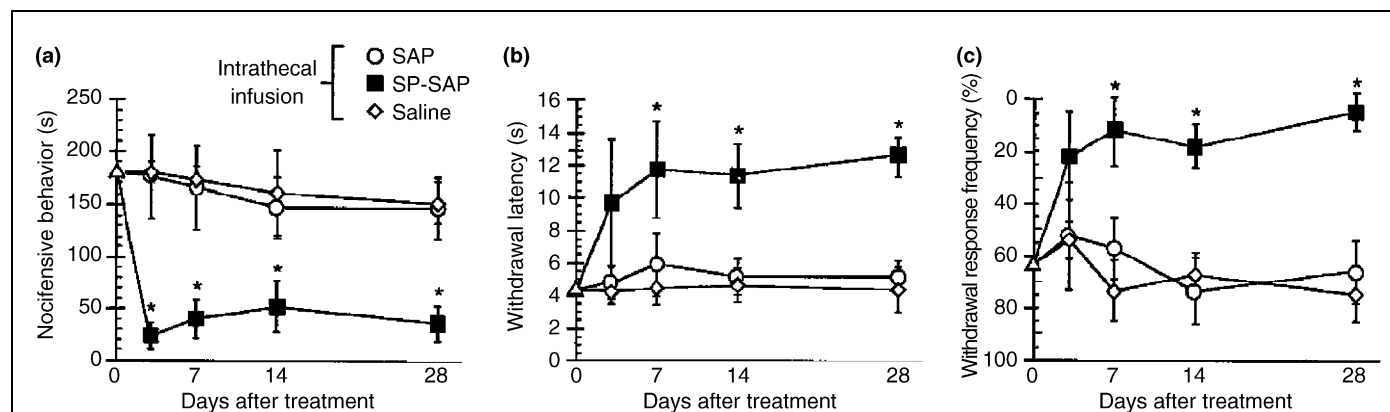 (a)
Intrathecal
infusion
SAP
SP-SAP
Saline
Nocifensive behavior (s)
250
200
150
100
50
0
* * * *
0 7 14 28
Days after treatment
(b)
Withdrawal latency (s)
16
14
12
10
8
6
4
2
0
* * *
0 7 14 28
Days after treatment
(c)
Withdrawal response frequency (%)
0
20
40
60
80
100
* * *
0 7 14 28
Days after treatment